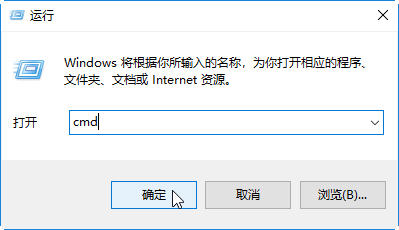 运行
Windows 将根据你所输入的名称，为你打开相应的程序、
文件夹、文档或 Internet 资源。
打开 cmd
确定 取消 浏览(B)...